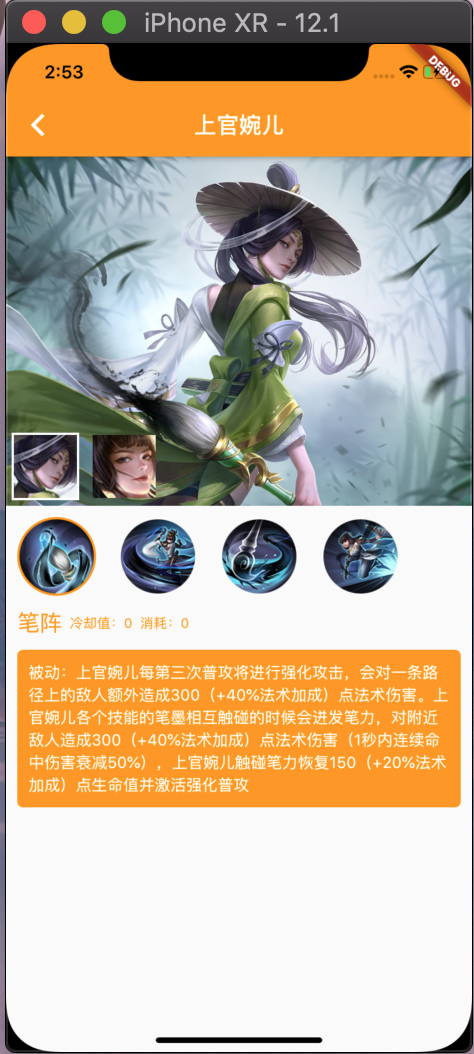 iPhone XR - 12.1
2:53
DEBUG
上官婉儿
笔阵 冷却值：0 消耗：0
被动：上官婉儿每第三次普攻将进行强化攻击，会对一条路
径上的敌人额外造成300（+40%法术加成）点法术伤害。上
官婉儿各个技能的笔墨相互触碰的时候会迸发笔力，对附近
敌人造成300（+40%法术加成）点法术伤害（1秒内连续命
中伤害衰减50%），上官婉儿触碰笔力恢复150（+20%法术
加成）点生命值并激活强化普攻